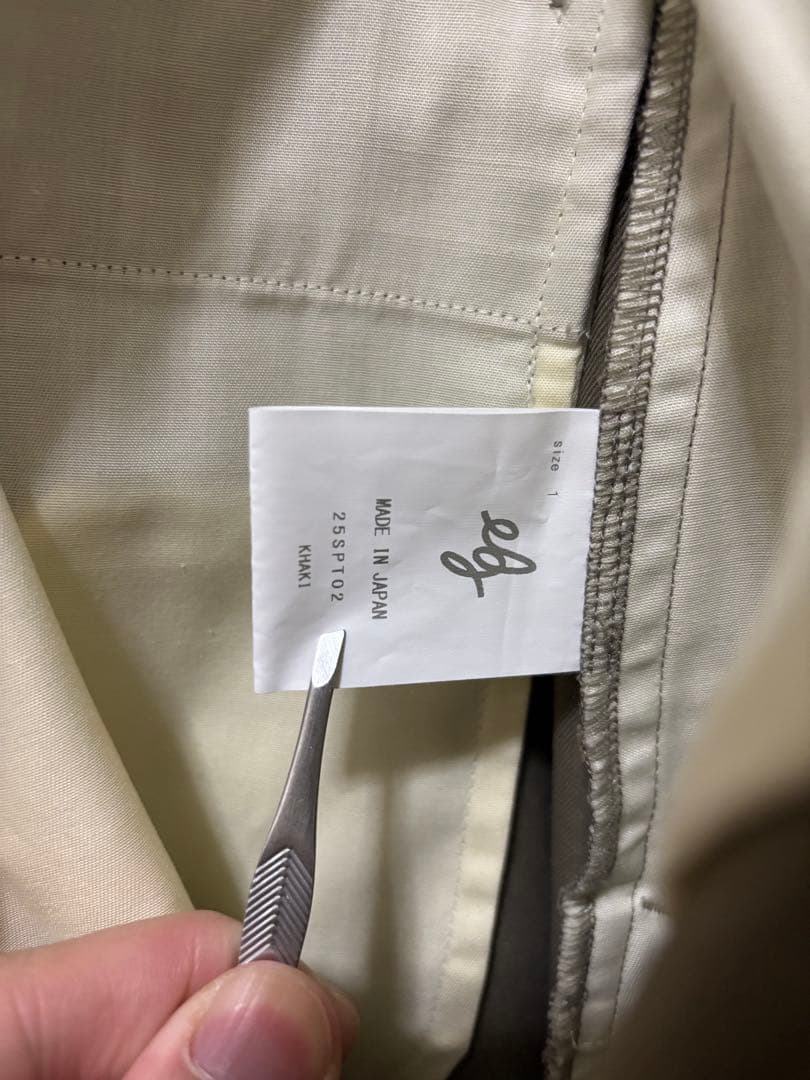 size 1
eg
MADE IN JAPAN
25SPT02
KHAKI